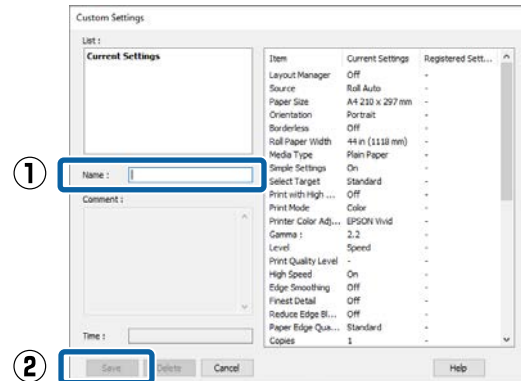 Custom Settings
List :
Current Settings
① Name :
Comment :
Time :
② Save Delete Cancel Help
Item Current Settings Registered Sett...
Layout Manager Off -
Source Roll Auto -
Paper Size A4 210 x 297 mm -
Orientation Portrait -
Borderless Off -
Roll Paper Width 44 in (1118 mm) -
Media Type Plain Paper -
Simple Settings On -
Select Target Standard -
Print with High ... Off -
Print Mode Color -
Printer Color Adj... EPSON Vivid -
Gamma : 2.2 -
Level Speed -
Print Quality Level - -
High Speed On -
Edge Smoothing Off -
Finest Detail Off -
Reduce Edge Bl... Off -
Paper Edge Qua... Standard -
Copies 1 -